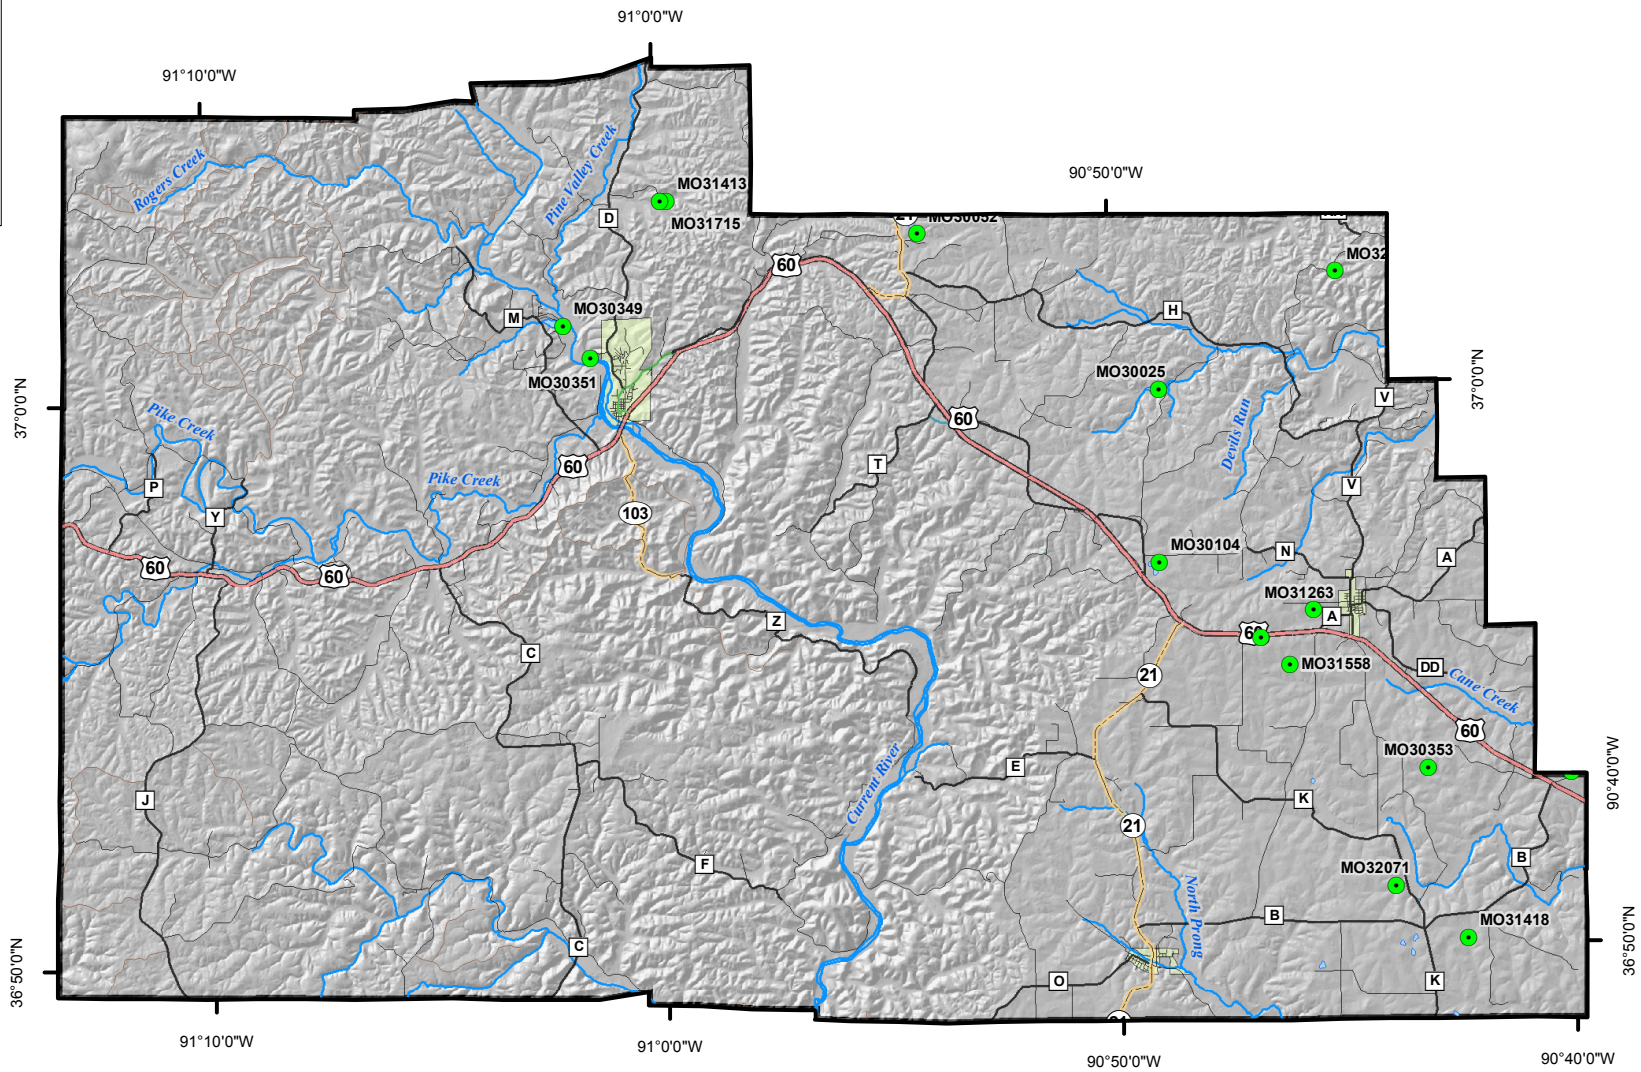 91°0'0"W
91°10'0"W
90°50'0"W
Rogers Creek
Pine Valley Creek
MO31413
D
MO31715
60
MO32
M
MO30349
H
MO30351
MO30025
V
37°0'0"N
37°0'0"N
Pike Creek
60
Devils Run
T
60
Pike Creek
P
V
Y
103
MO30104
N
A
60
60
MO31263
A
Z
60
C
MO31558
DD
21
Cane Creek
60
MO30353
Current River
E
90°40'0"W
J
K
21
F
MO32071
B
North Prong
B
MO31418
C
36°50'0"N
36°50'0"N
O
K
91°10'0"W
91°0'0"W
90°50'0"W
90°40'0"W